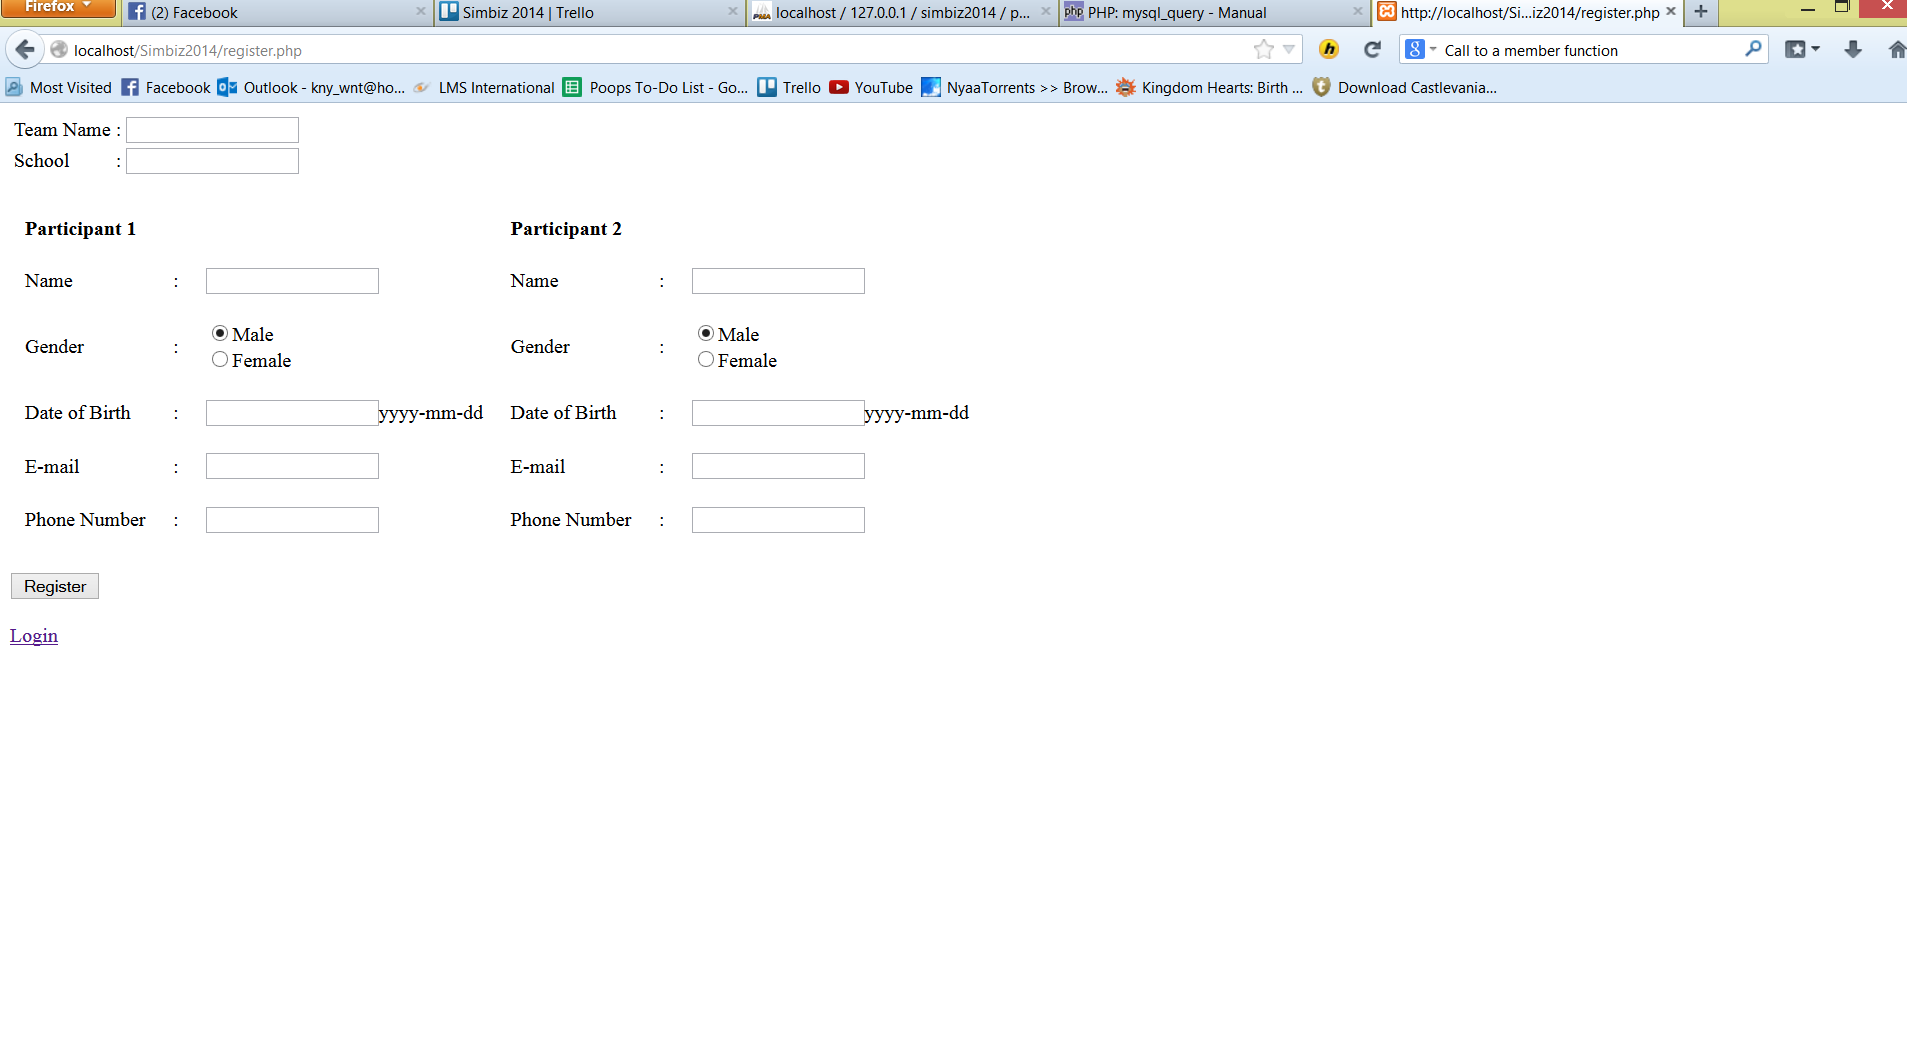 Firefox
(2) Facebook
Simbiz 2014 | Trello
localhost / 127.0.0.1 / simbiz2014 / p...
PHP: mysql_query - Manual
http://localhost/Si...iz2014/register.php
localhost/Simbiz2014/register.php
Call to a member function
Most Visited
Facebook
Outlook - kny_wnt@ho...
LMS International
Poops To-Do List - Go...
Trello
YouTube
NyaaTorrents >> Brow...
Kingdom Hearts: Birth ...
Download Castlevania...
Team Name :
School :
Participant 1
Name :
Gender : Male
Female
Date of Birth : yyyy-mm-dd
E-mail :
Phone Number :
Participant 2
Name :
Gender : Male
Female
Date of Birth : yyyy-mm-dd
E-mail :
Phone Number :
Register
Login